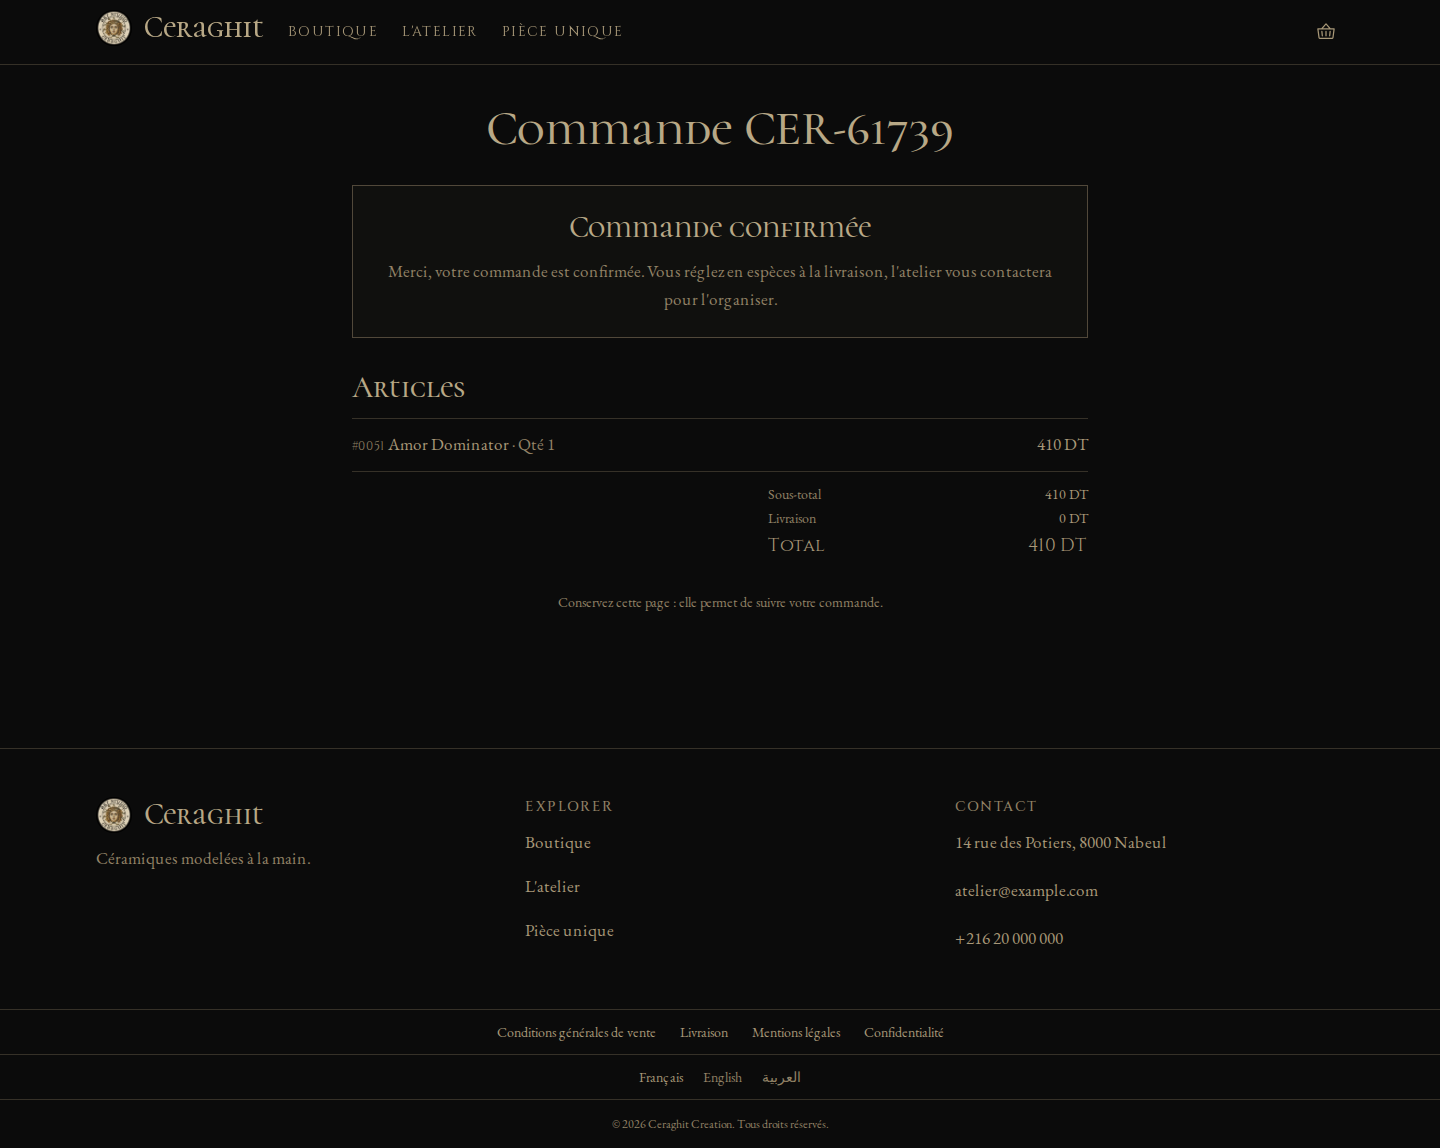 Ceraghit BOUTIQUE L'ATELIER PIÈCE UNIQUE
Commande CER-61739
Commande confirmée
Merci, votre commande est confirmée. Vous réglez en espèces à la livraison, l'atelier vous contactera
pour l'organiser.
Articles
#0051 Amor Dominator · Qté 1 410 DT
Sous-total 410 DT
Livraison 0 DT
Total 410 DT
Conservez cette page : elle permet de suivre votre commande.
Ceraghit
Céramiques modelées à la main.
EXPLORER
Boutique
L'atelier
Pièce unique
CONTACT
14 rue des Potiers, 8000 Nabeul
atelier@example.com
+216 20 000 000
Conditions générales de vente Livraison Mentions légales Confidentialité
Français English العربية
© 2026 Ceraghit Creation. Tous droits réservés.